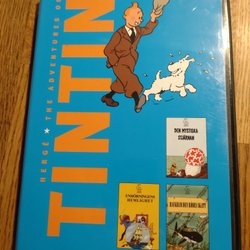 HERGÉ ★ THE ADVENTURES OF
TINTIN
DEN MYSTISKA
STJÄRNAN
ENHÖRNINGENS
HEMLIGHET
RACKHAM DEN RÖDES SKATT